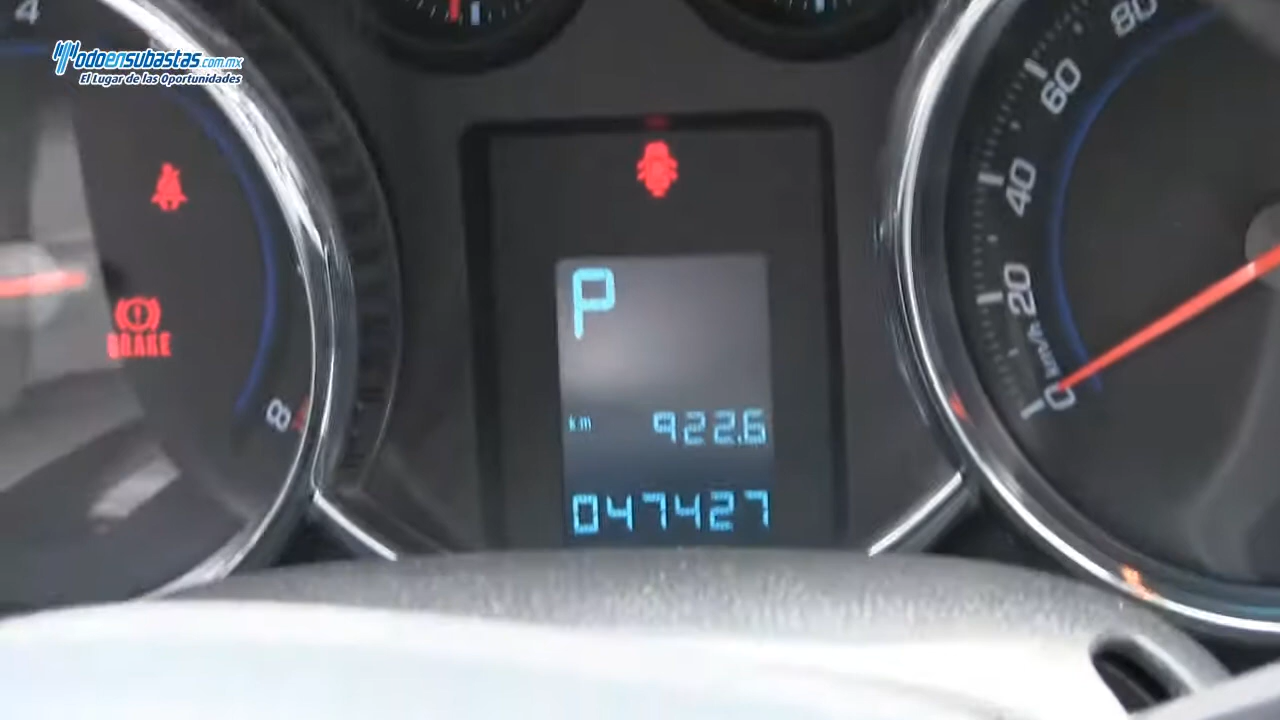 Todoensubastas.com.mx
El Lugar de las Oportunidades
4
8
BRAKE
P
km 922.6
047427
80
60
40
20
km/h
0